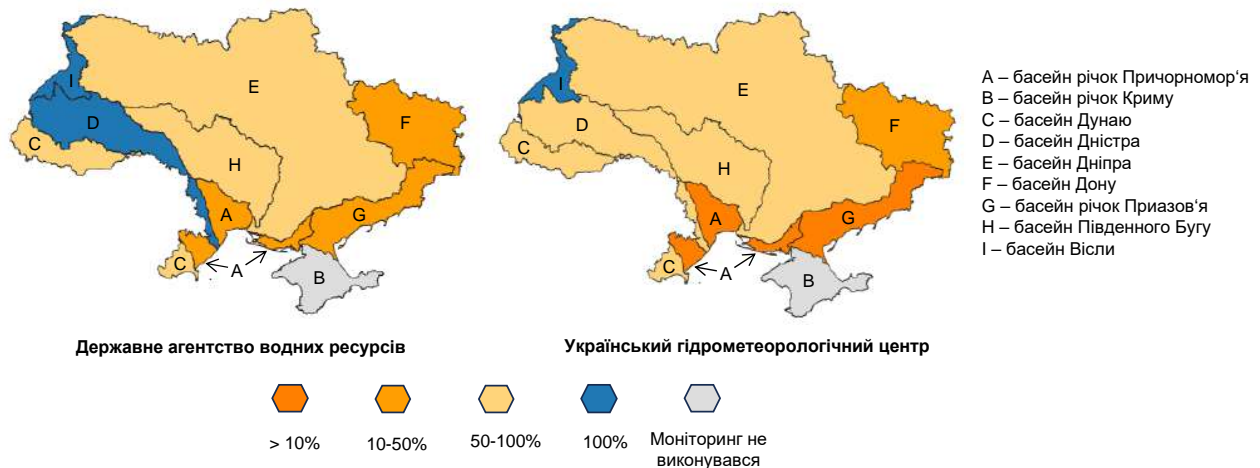 I
E
D
F
C
H
A
G
C
A
B
I
E
D
F
C
H
A
G
C
A
B
А – басейн річок Причорномор‘я
В – басейн річок Криму
С – басейн Дунаю
D – басейн Дністра
E – басейн Дніпра
F – басейн Дону
G – басейн річок Приазов‘я
H – басейн Південного Бугу
I – басейн Вісли
Державне агентство водних ресурсів
Український гідрометеорологічний центр
> 10%
10-50%
50-100%
100%
Моніторинг не
виконувався